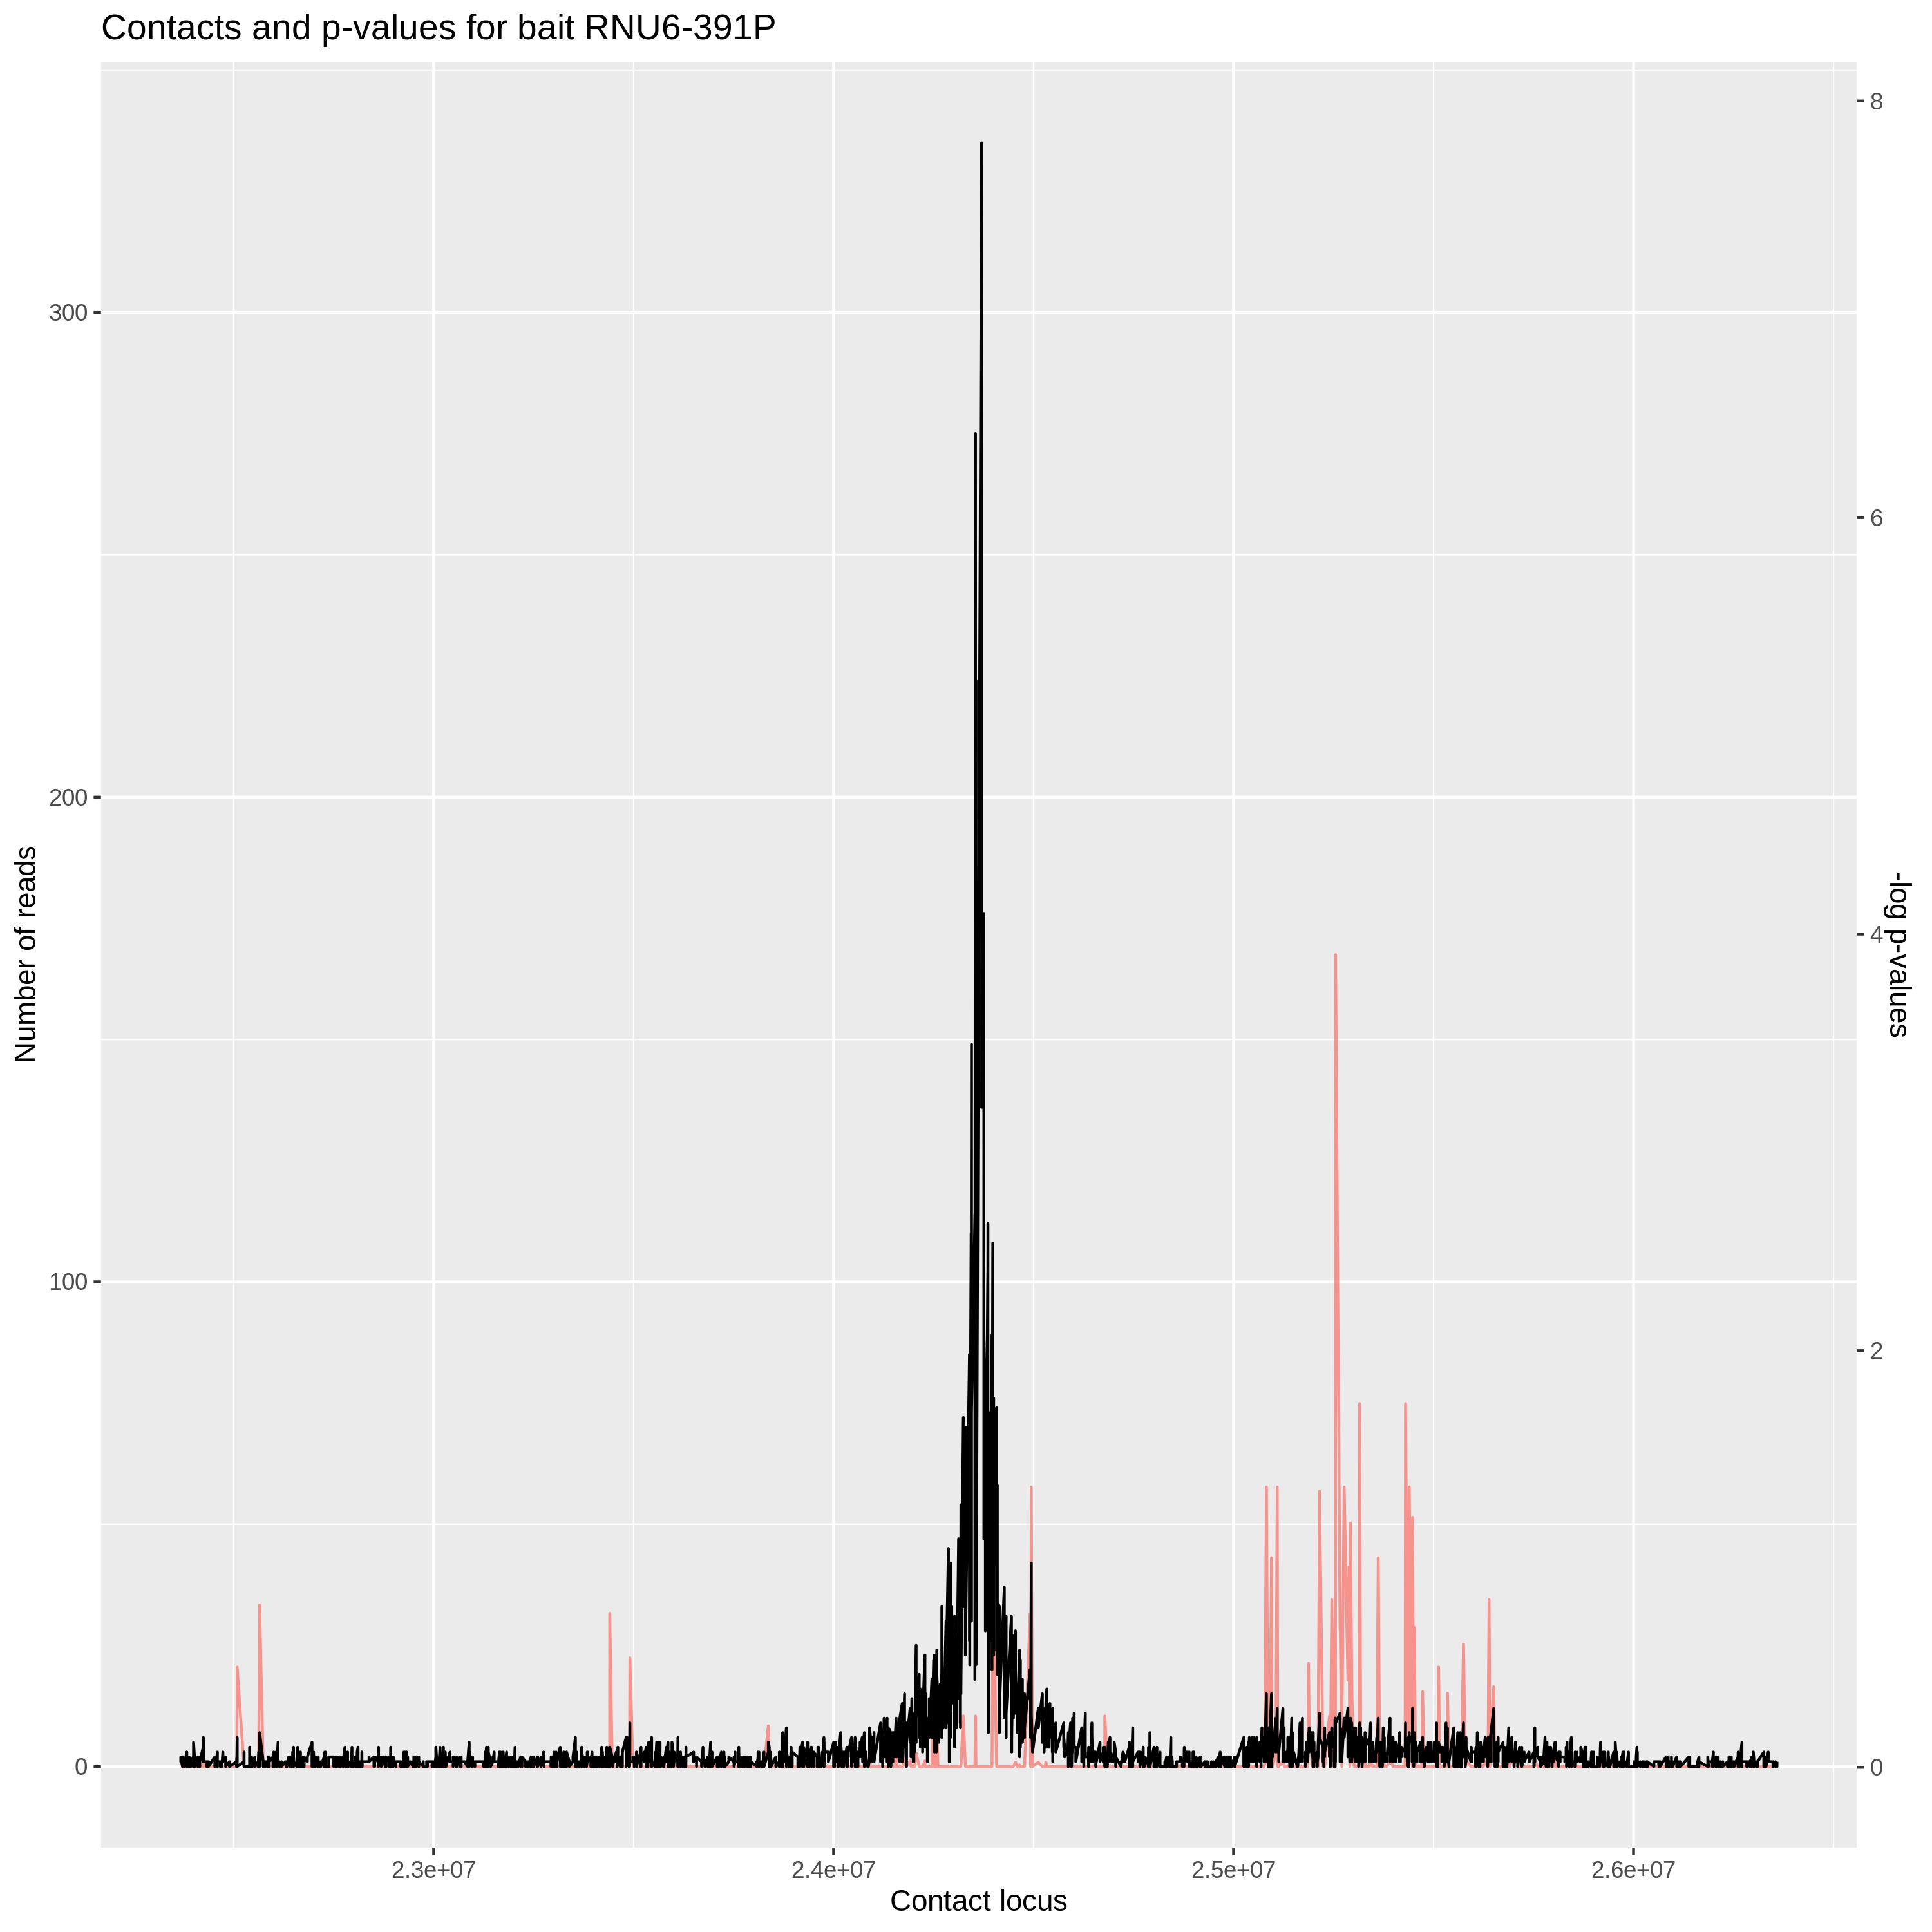 Contacts and p-values for bait RNU6-391P
300
200
100
0
Number of reads
8
6
4
2
0
-log p-values
2.3e+07
2.4e+07
2.5e+07
2.6e+07
Contact locus